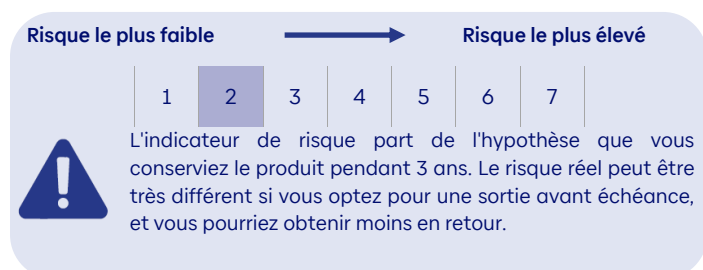 Risque le plus faible Risque le plus élevé
1 2 3 4 5 6 7
L'indicateur de risque part de l'hypothèse que vous
conserviez le produit pendant 3 ans. Le risque réel peut être
très différent si vous optez pour une sortie avant échéance,
et vous pourriez obtenir moins en retour.